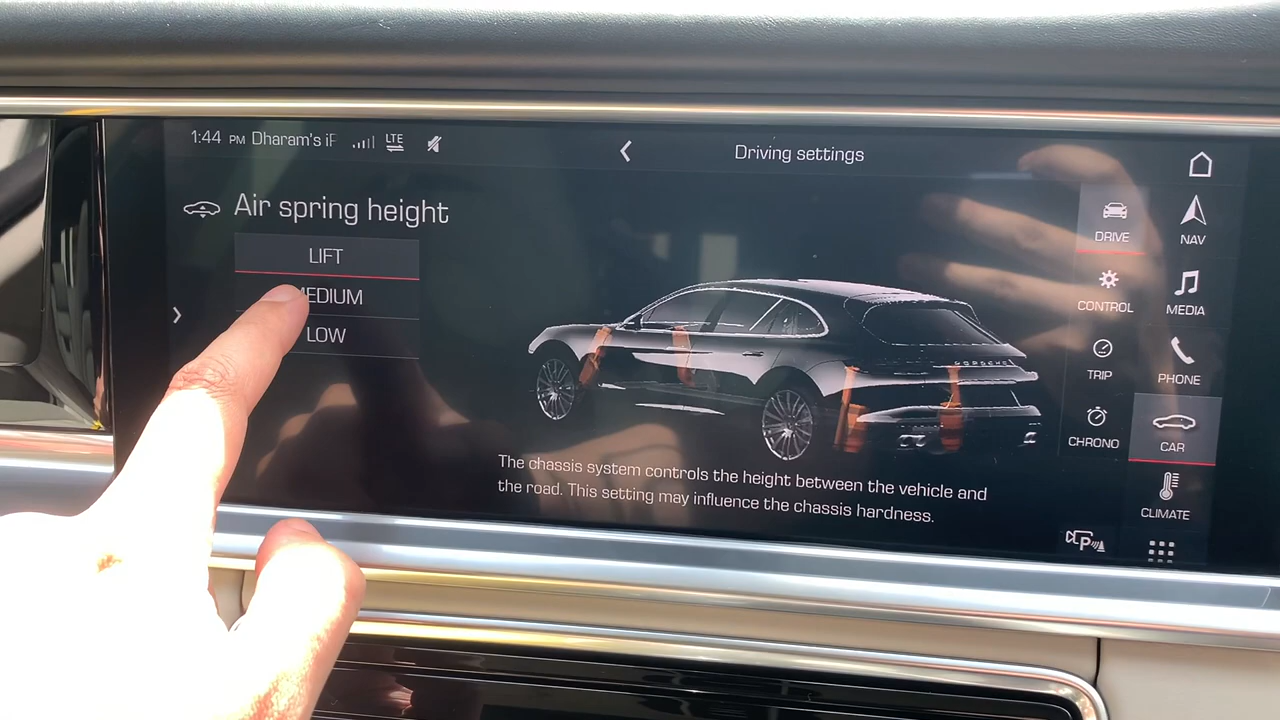 1:44 PM Dharam's iP LTE
Driving settings
Air spring height
LIFT
MEDIUM
LOW
DRIVE
NAV
CONTROL
MEDIA
TRIP
PHONE
CHRONO
CAR
CLIMATE
PORSCHE
The chassis system controls the height between the vehicle and
the road. This setting may influence the chassis hardness.
P